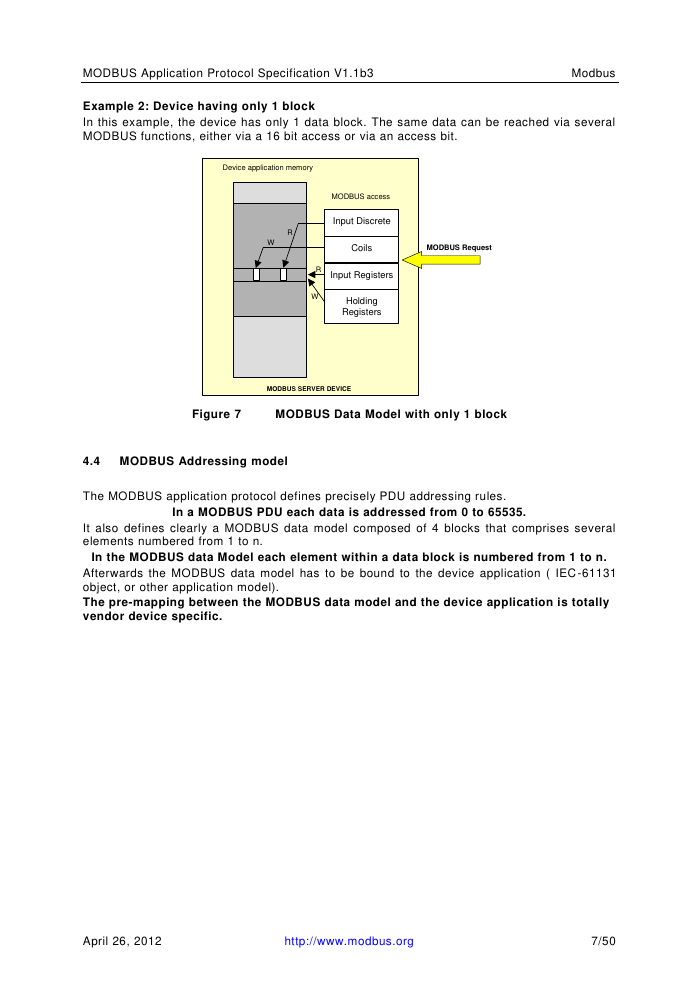 MODBUS Application Protocol Specification V1.1b3 Modbus
Example 2: Device having only 1 block
In this example, the device has only 1 data block. The same data can be reached via several
MODBUS functions, either via a 16 bit access or via an access bit.
Device application memory
MODBUS access
Input Discrete
R
W
Coils
MODBUS Request
R
Input Registers
W
Holding
Registers
MODBUS SERVER DEVICE
Figure 7 MODBUS Data Model with only 1 block
4.4 MODBUS Addressing model
The MODBUS application protocol defines precisely PDU addressing rules.
In a MODBUS PDU each data is addressed from 0 to 65535.
It also defines clearly a MODBUS data model composed of 4 blocks that comprises several
elements numbered from 1 to n.
In the MODBUS data Model each element within a data block is numbered from 1 to n.
Afterwards the MODBUS data model has to be bound to the device application ( IEC-61131
object, or other application model).
The pre-mapping between the MODBUS data model and the device application is totally
vendor device specific.
April 26, 2012 http://www.modbus.org 7/50